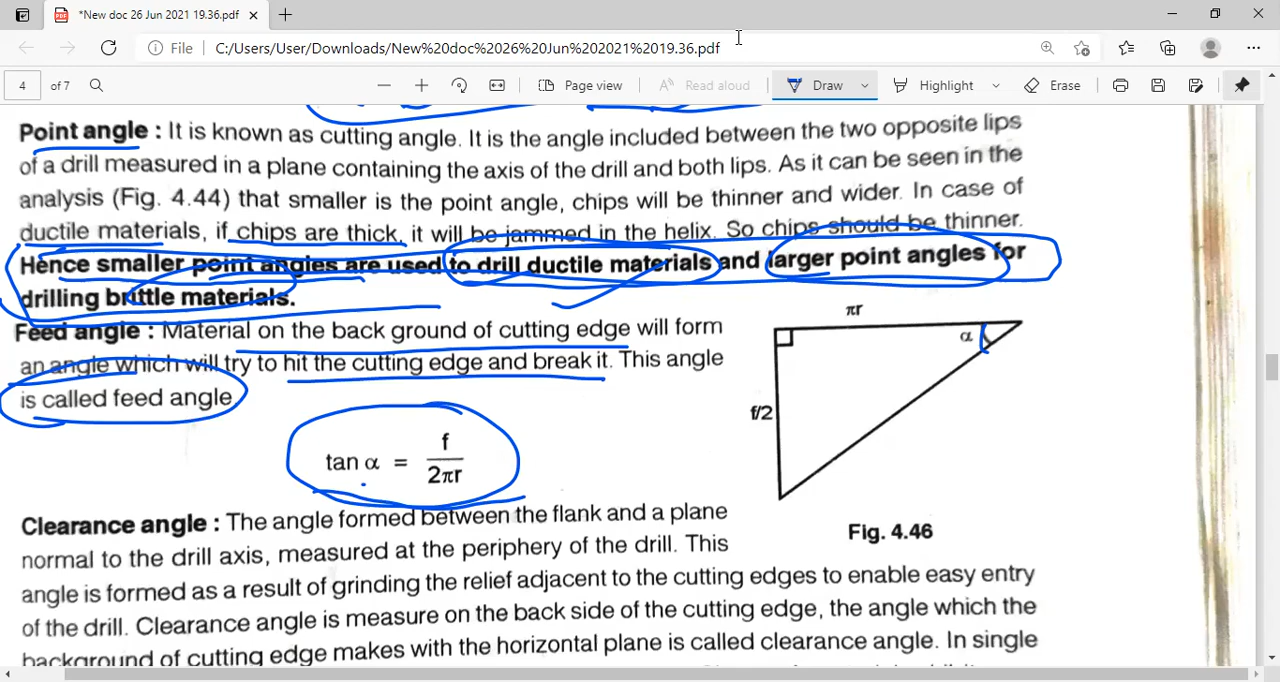 *New doc 26 Jun 2021 19.36.pdf
File C:/Users/User/Downloads/New%20doc%2026%20Jun%202021%2019.36.pdf
4 of 7 Page view Read aloud Draw Highlight Erase
Point angle : It is known as cutting angle. It is the angle included between the two opposite lips
of a drill measured in a plane containing the axis of the drill and both lips. As it can be seen in the
analysis (Fig. 4.44) that smaller is the point angle, chips will be thinner and wider. In case of
ductile materials, if chips are thick, it will be jammed in the helix. So chips should be thinner.
Hence smaller point angles are used to drill ductile materials and larger point angles for
drilling brittle materials.
Feed angle : Material on the back ground of cutting edge will form
an angle which will try to hit the cutting edge and break it. This angle
is called feed angle
tan α = f
2πr
πr
α
f/2
Fig. 4.46
Clearance angle : The angle formed between the flank and a plane
normal to the drill axis, measured at the periphery of the drill. This
angle is formed as a result of grinding the relief adjacent to the cutting edges to enable easy entry
of the drill. Clearance angle is measure on the back side of the cutting edge, the angle which the
background of cutting edge makes with the horizontal plane is called clearance angle. In single